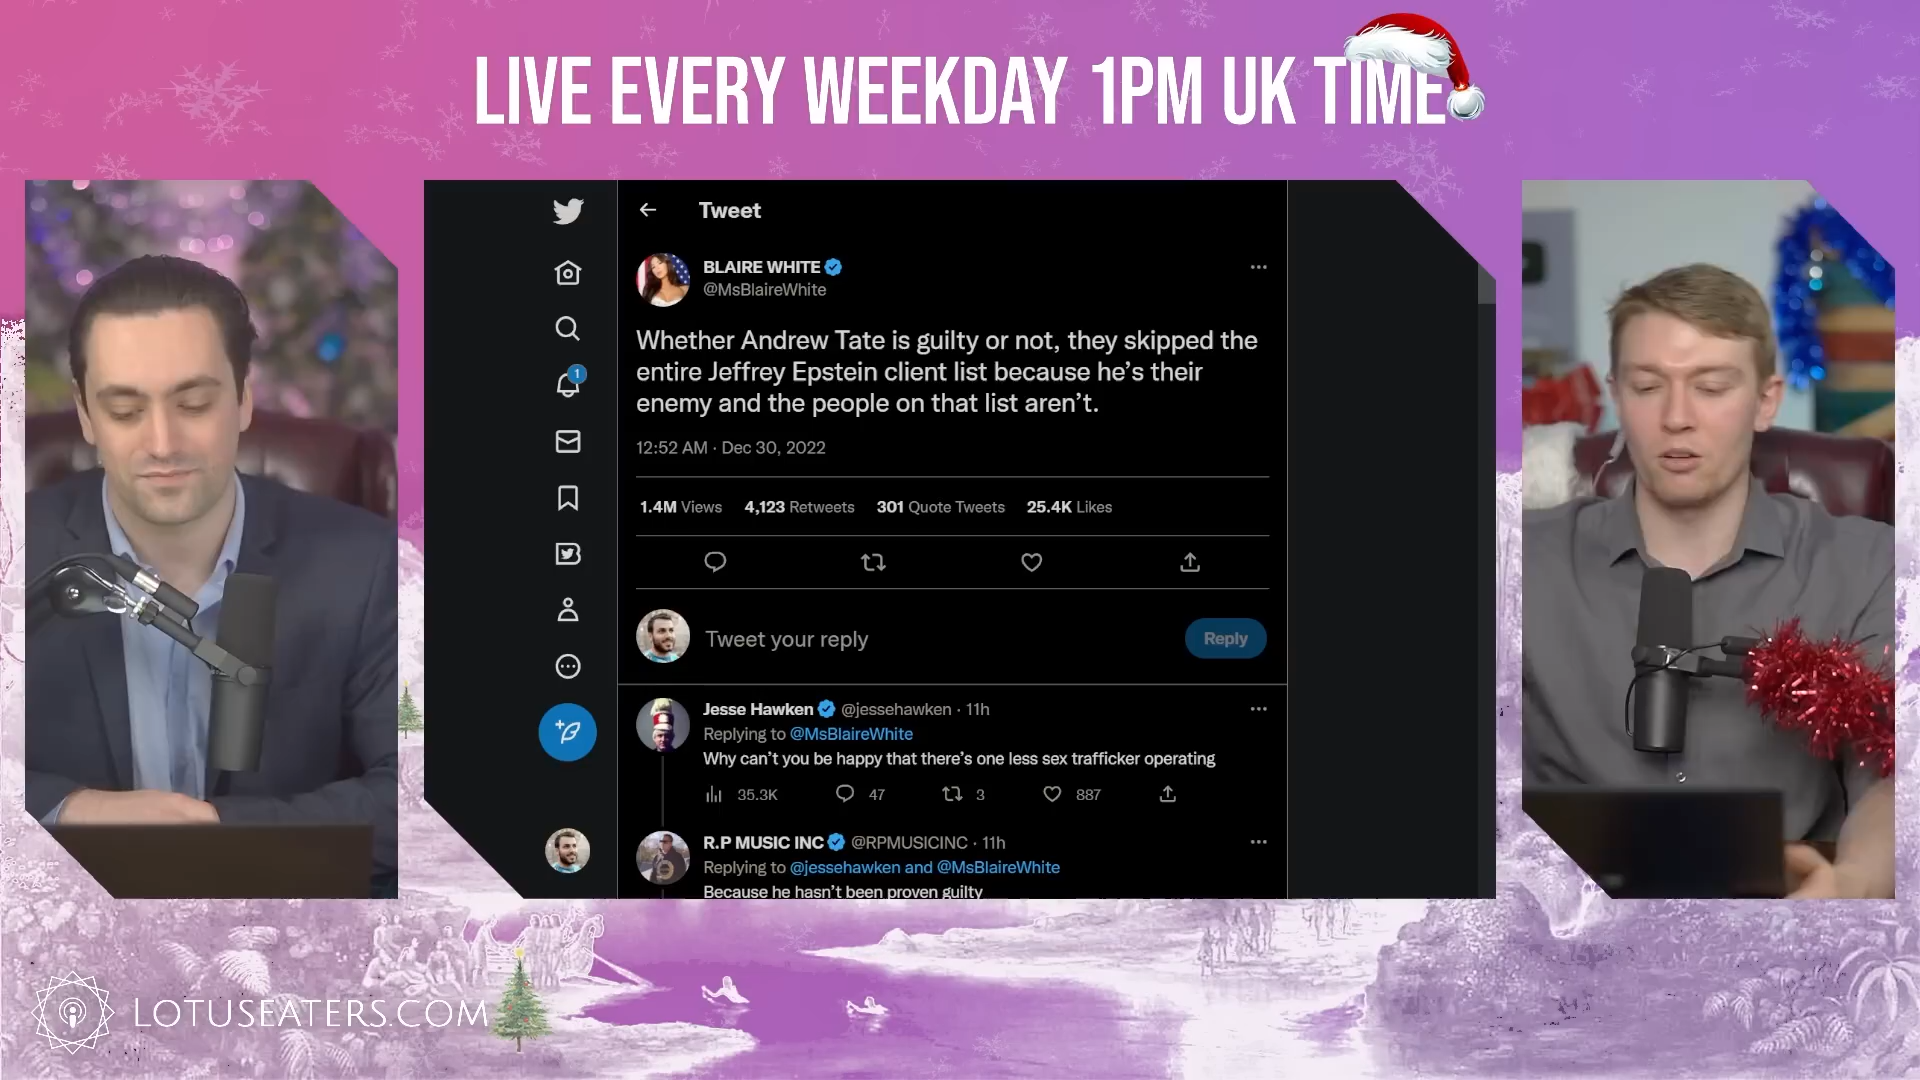 LIVE EVERY WEEKDAY 1PM UK TIME
Tweet
BLAIRE WHITE
@MsBlaireWhite
Whether Andrew Tate is guilty or not, they skipped the
entire Jeffrey Epstein client list because he’s their
enemy and the people on that list aren’t.
12:52 AM · Dec 30, 2022
1.4M Views 4,123 Retweets 301 Quote Tweets 25.4K Likes
1
Tweet your reply
Reply
Jesse Hawken @jessehawken · 11h
Replying to @MsBlaireWhite
Why can’t you be happy that there’s one less sex trafficker operating
35.3K 47 3 887
R.P MUSIC INC @RPMUSICINC · 11h
Replying to @jessehawken and @MsBlaireWhite
Because he hasn’t been proven guilty
LOTUSEATERS.COM